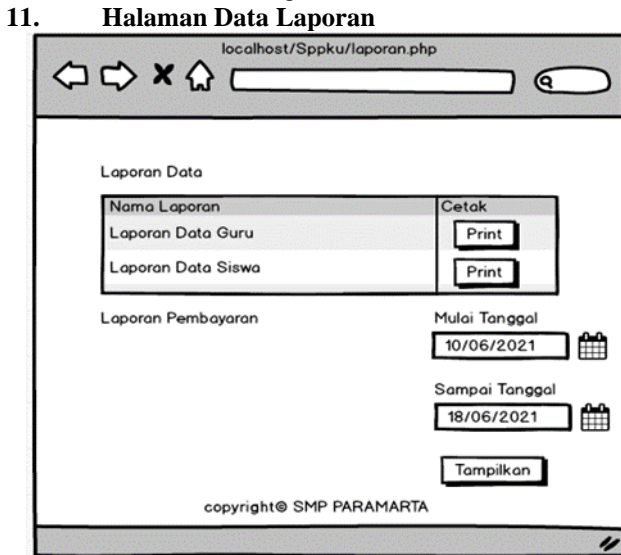 11. Halaman Data Laporan
localhost/Sppku/laporan.php
Laporan Data
Nama Laporan Cetak
Laporan Data Guru Print
Laporan Data Siswa Print
Laporan Pembayaran Mulai Tanggal
10/06/2021
Sampai Tanggal
18/06/2021
Tampilkan
copyright© SMP PARAMARTA